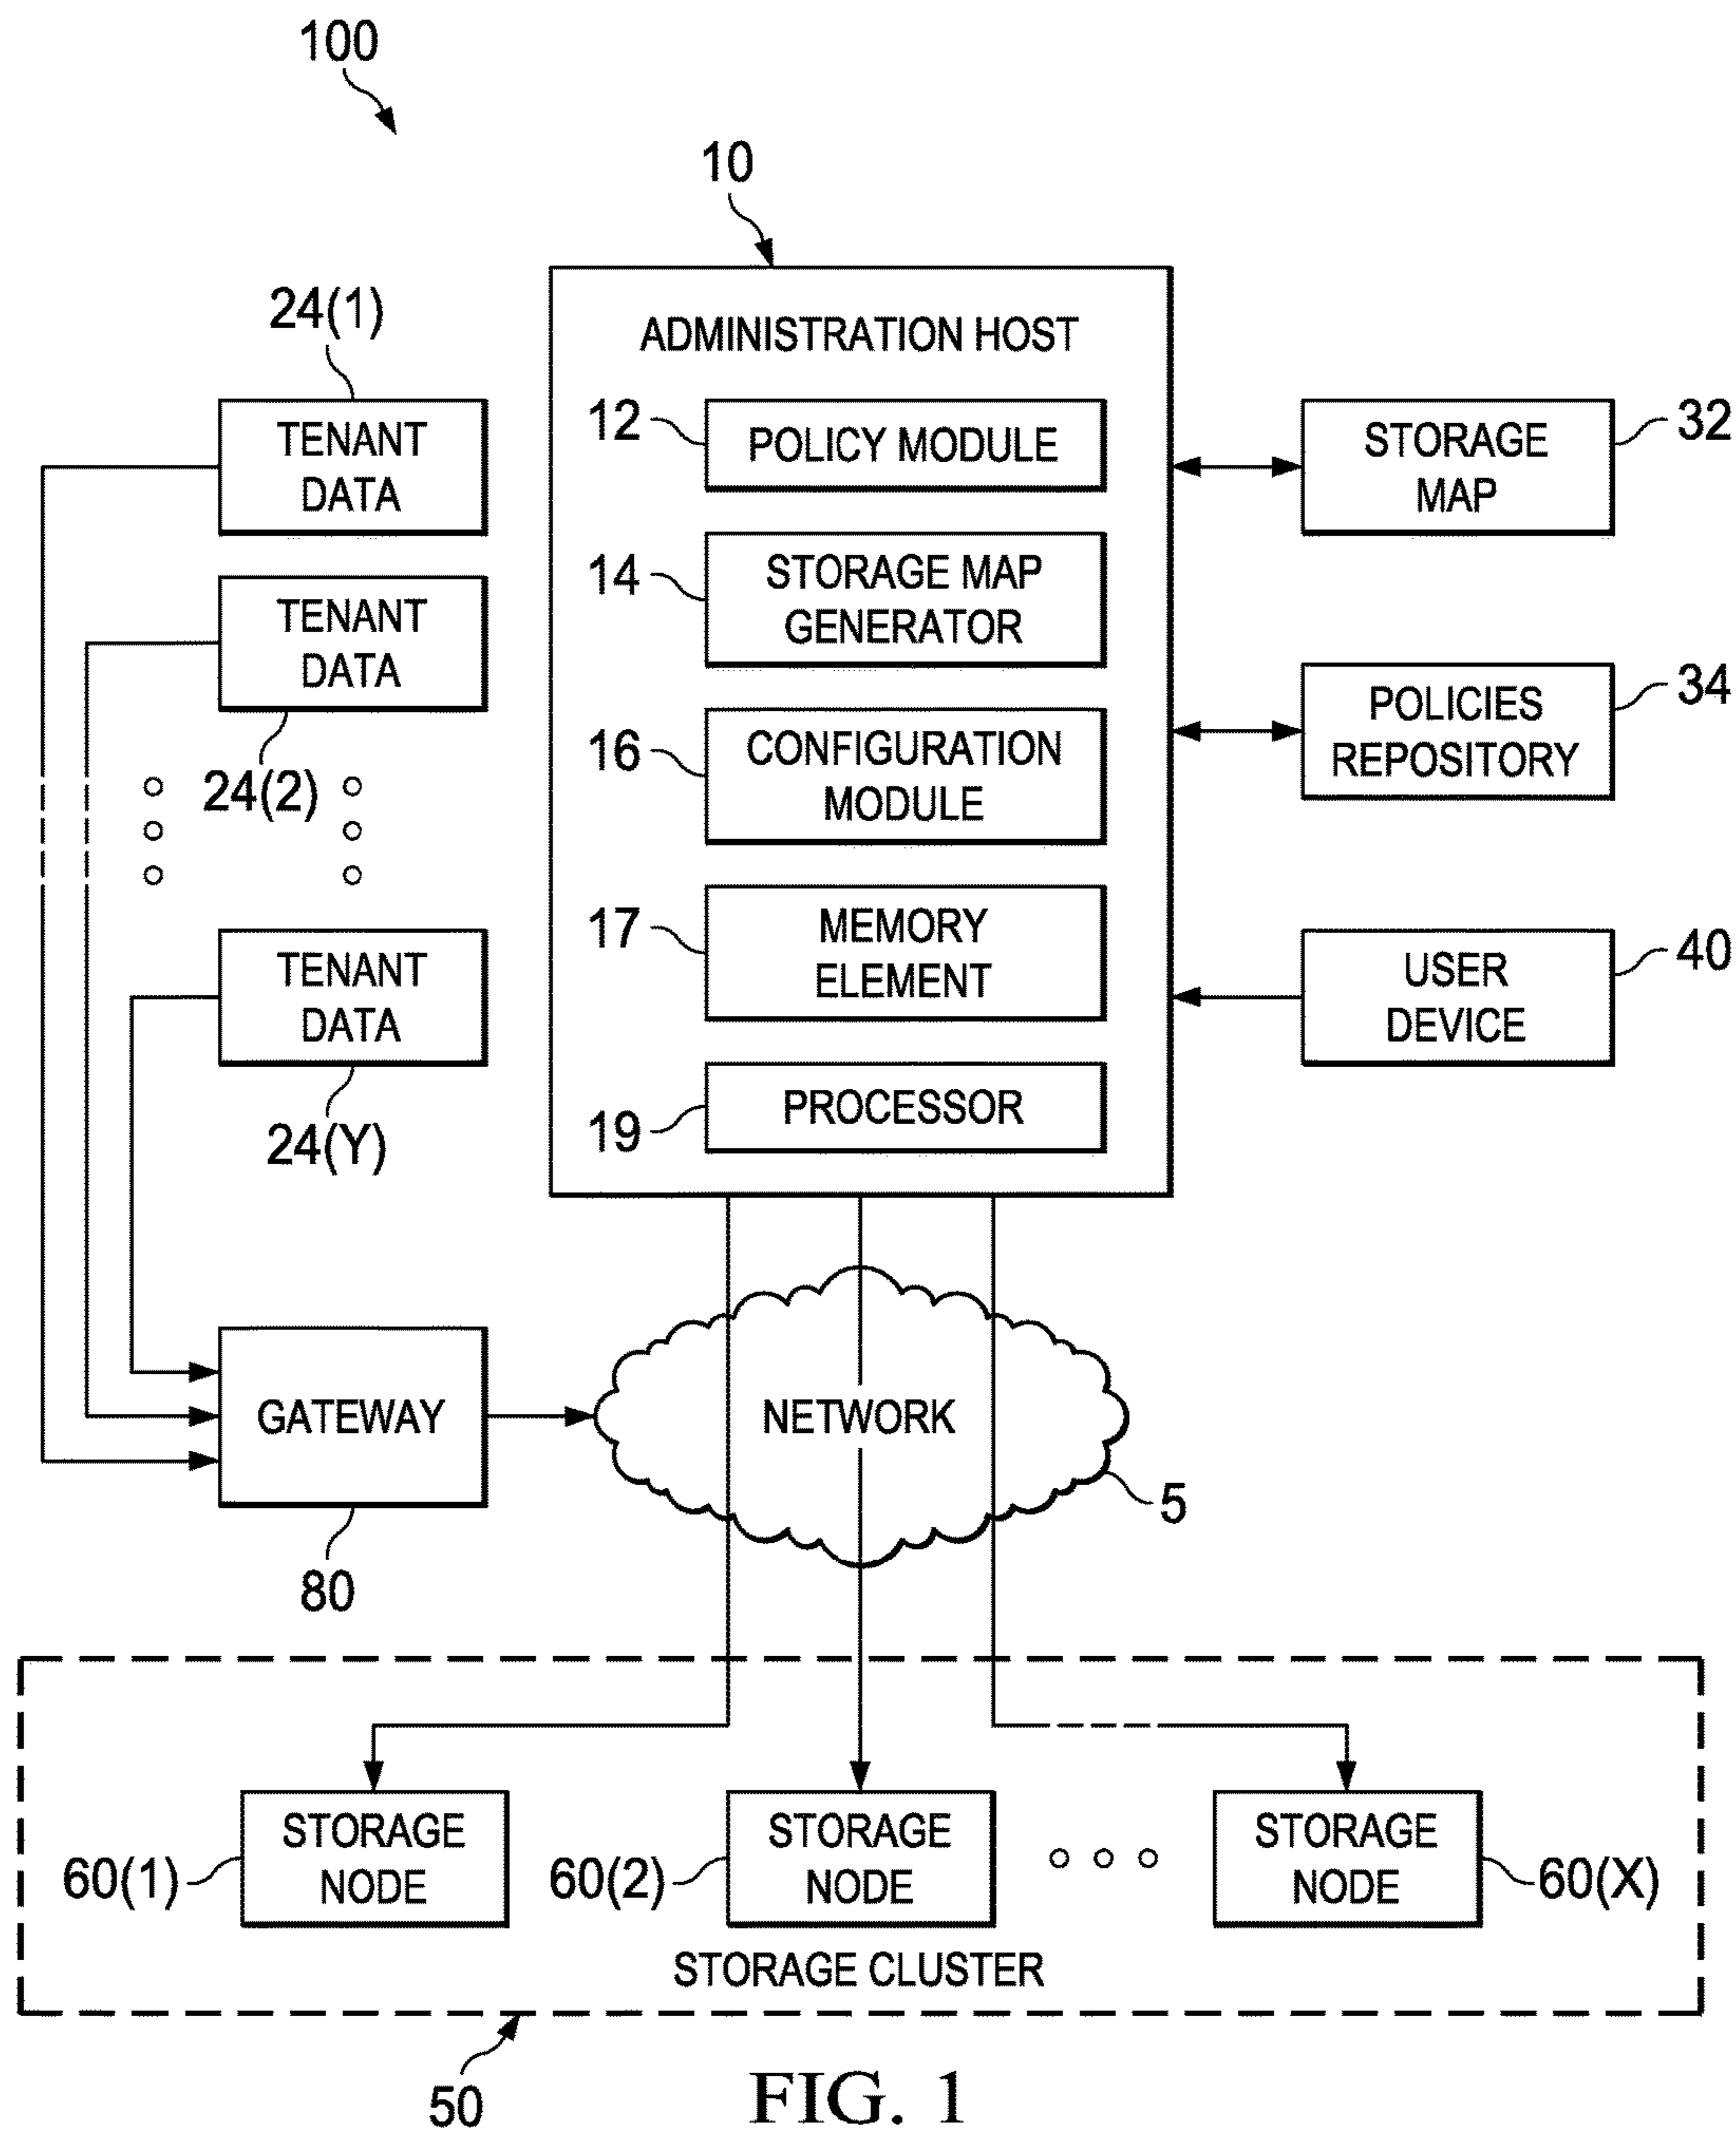 100
10
ADMINISTRATION HOST
24(1)
TENANT
DATA
TENANT
DATA
24(2)
TENANT
DATA
24(Y)
12
POLICY MODULE
14
STORAGE MAP
GENERATOR
16
CONFIGURATION
MODULE
17
MEMORY
ELEMENT
19
PROCESSOR
STORAGE
MAP
32
POLICIES
REPOSITORY
34
USER
DEVICE
40
GATEWAY
80
NETWORK
5
STORAGE
NODE
60(1)
STORAGE
NODE
60(2)
STORAGE
NODE
60(X)
STORAGE CLUSTER
50
FIG. 1